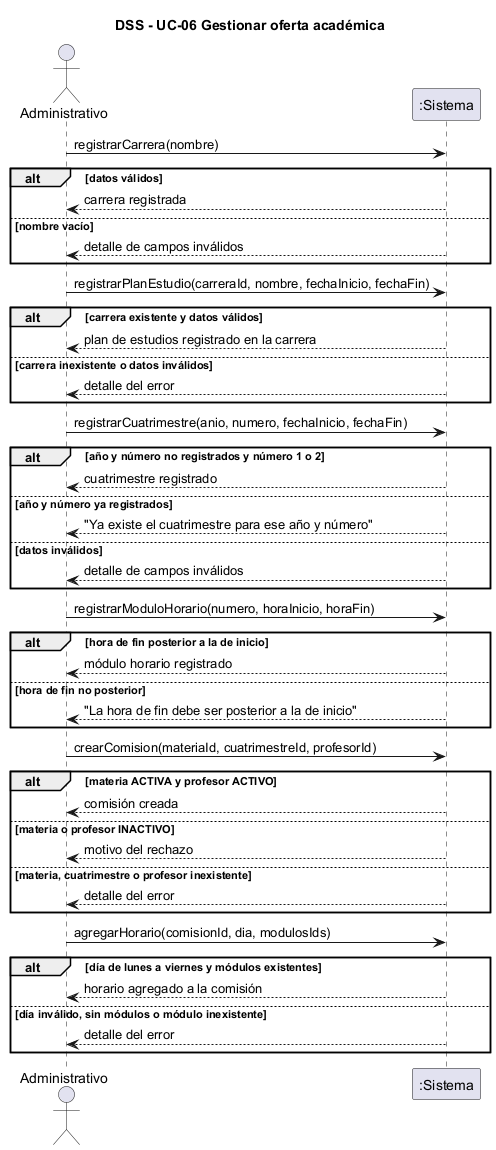 DSS - UC-06 Gestionar oferta académica
Administrativo
:Sistema
registrarCarrera(nombre)
alt [datos válidos]
carrera registrada
[nombre vacío]
detalle de campos inválidos
registrarPlanEstudio(carreraId, nombre, fechaInicio, fechaFin)
alt [carrera existente y datos válidos]
plan de estudios registrado en la carrera
[carrera inexistente o datos inválidos]
detalle del error
registrarCuatrimestre(anio, numero, fechaInicio, fechaFin)
alt [año y número no registrados y número 1 o 2]
cuatrimestre registrado
[año y número ya registrados]
"Ya existe el cuatrimestre para ese año y número"
[datos inválidos]
detalle de campos inválidos
registrarModuloHorario(numero, horaInicio, horaFin)
alt [hora de fin posterior a la de inicio]
módulo horario registrado
[hora de fin no posterior]
"La hora de fin debe ser posterior a la de inicio"
crearComision(materiaId, cuatrimestreId, profesorId)
alt [materia ACTIVA y profesor ACTIVO]
comisión creada
[materia o profesor INACTIVO]
motivo del rechazo
[materia, cuatrimestre o profesor inexistente]
detalle del error
agregarHorario(comisionId, dia, modulosIds)
alt [día de lunes a viernes y módulos existentes]
horario agregado a la comisión
[día inválido, sin módulos o módulo inexistente]
detalle del error
Administrativo
:Sistema